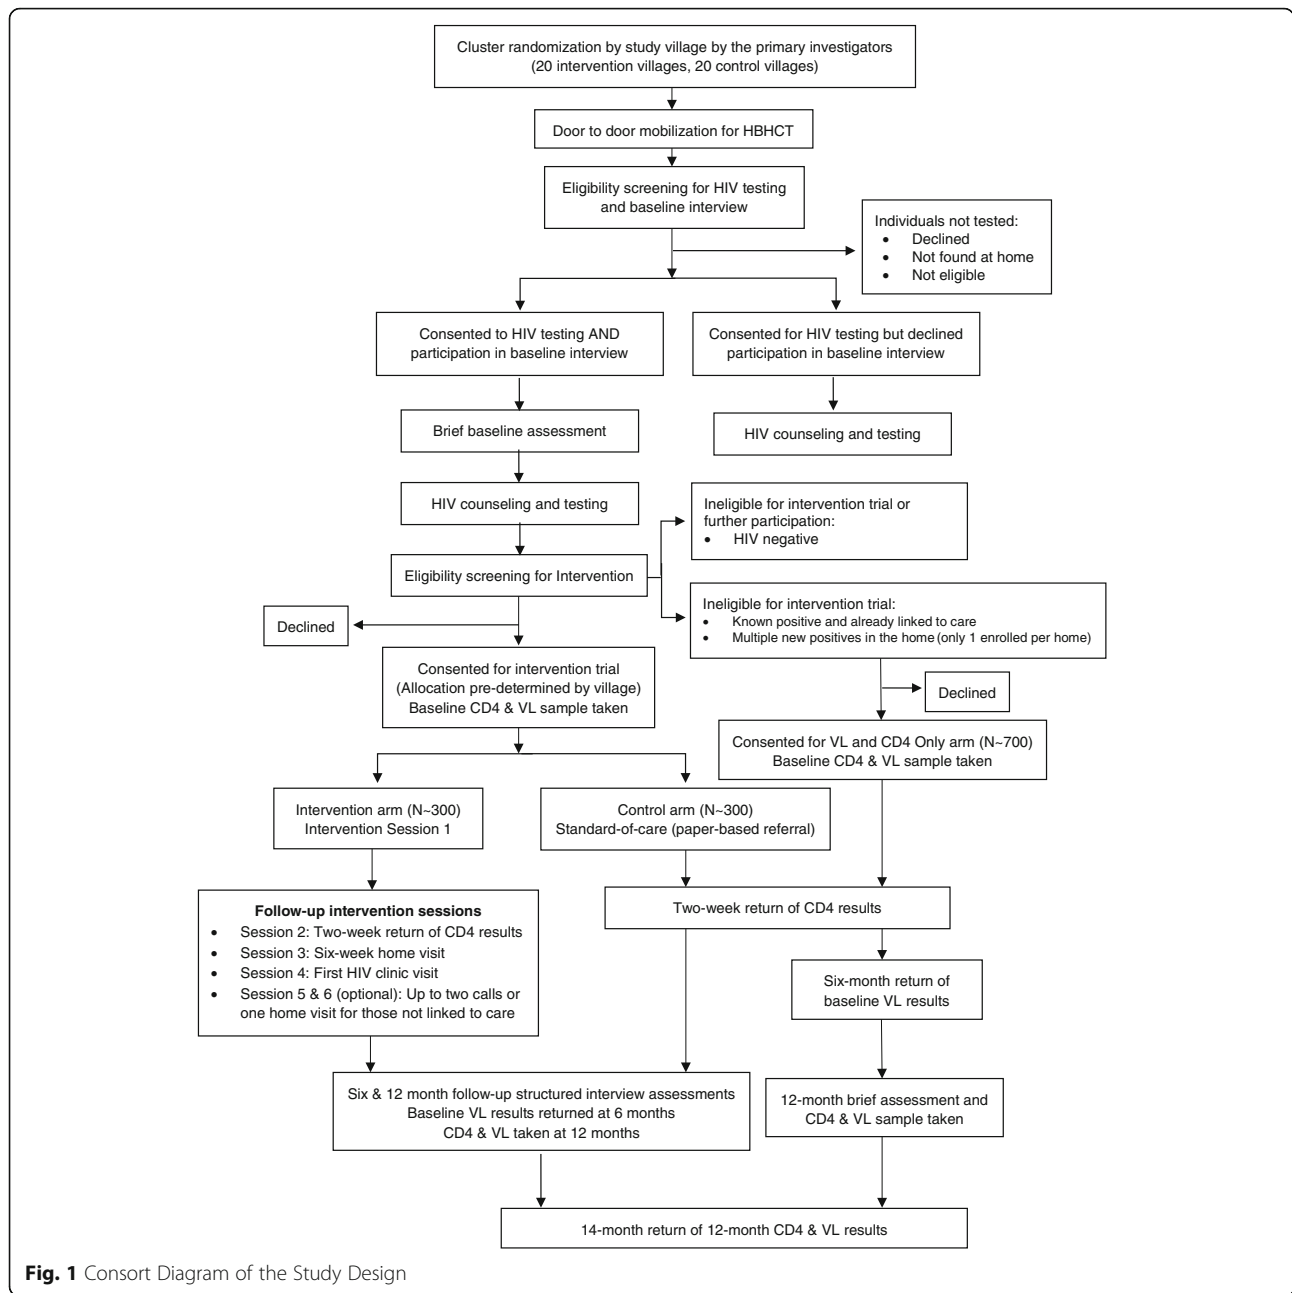 Cluster randomization by study village by the primary investigators
(20 intervention villages, 20 control villages)
Door to door mobilization for HBHCT
Eligibility screening for HIV testing
and baseline interview
Individuals not tested:
• Declined
• Not found at home
• Not eligible
Consented to HIV testing AND
participation in baseline interview
Consented for HIV testing but declined
participation in baseline interview
Brief baseline assessment
HIV counseling and testing
HIV counseling and testing
Ineligible for intervention trial or
further participation:
• HIV negative
Eligibility screening for Intervention
Ineligible for intervention trial:
• Known positive and already linked to care
• Multiple new positives in the home (only 1 enrolled per home)
Declined
Consented for intervention trial
(Allocation pre-determined by village)
Baseline CD4 & VL sample taken
Declined
Consented for VL and CD4 Only arm (N~700)
Baseline CD4 & VL sample taken
Intervention arm (N~300)
Intervention Session 1
Control arm (N~300)
Standard-of-care (paper-based referral)
Follow-up intervention sessions
• Session 2: Two-week return of CD4 results
• Session 3: Six-week home visit
• Session 4: First HIV clinic visit
• Session 5 & 6 (optional): Up to two calls or
one home visit for those not linked to care
Two-week return of CD4 results
Six-month return of
baseline VL results
Six & 12 month follow-up structured interview assessments
Baseline VL results returned at 6 months
CD4 & VL taken at 12 months
12-month brief assessment and
CD4 & VL sample taken
14-month return of 12-month CD4 & VL results
Fig. 1 Consort Diagram of the Study Design